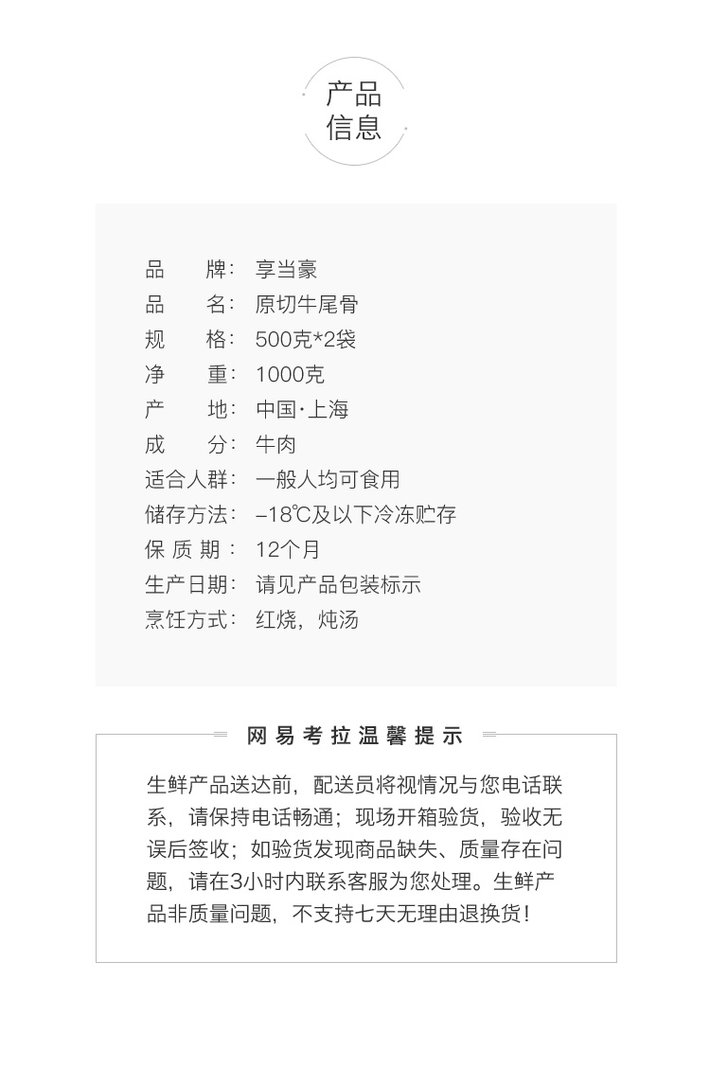 产品
信息
品牌：享当豪
品名：原切牛尾骨
规格：500克*2袋
净重：1000克
产地：中国·上海
成分：牛肉
适合人群：一般人均可食用
储存方法：-18℃及以下冷冻贮存
保质期：12个月
生产日期：请见产品包装标示
烹饪方式：红烧，炖汤
网易考拉温馨提示
生鲜产品送达前，配送员将视情况与您电话联
系，请保持电话畅通；现场开箱验货，验收无
误后签收；如验货发现商品缺失、质量存在问
题，请在3小时内联系客服为您处理。生鲜产
品非质量问题，不支持七天无理由退换货！